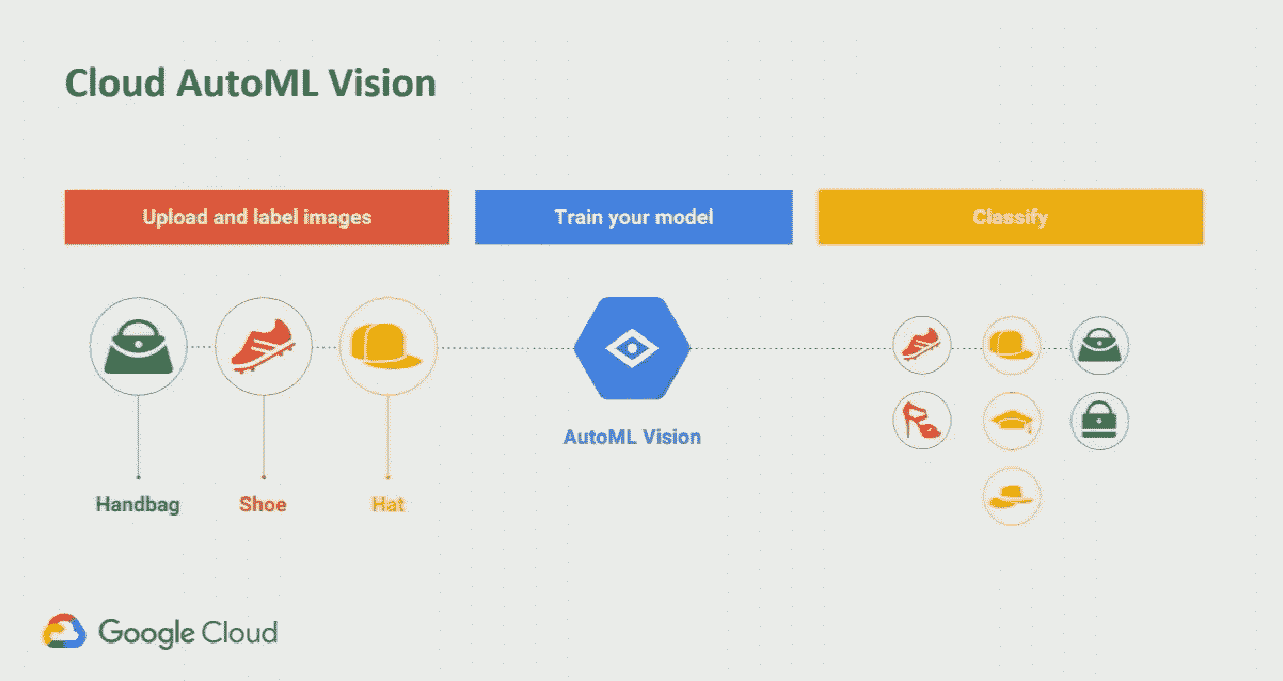 Cloud AutoML Vision
Upload and label images
Train your model
Classify
AutoML Vision
Handbag
Shoe
Hat
Google Cloud